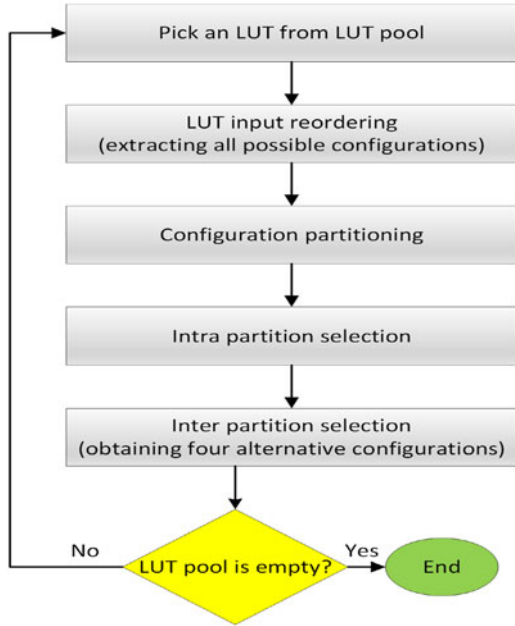 Pick an LUT from LUT pool
LUT input reordering
(extracting all possible configurations)
Configuration partitioning
Intra partition selection
Inter partition selection
(obtaining four alternative configurations)
No
LUT pool is empty?
Yes
End